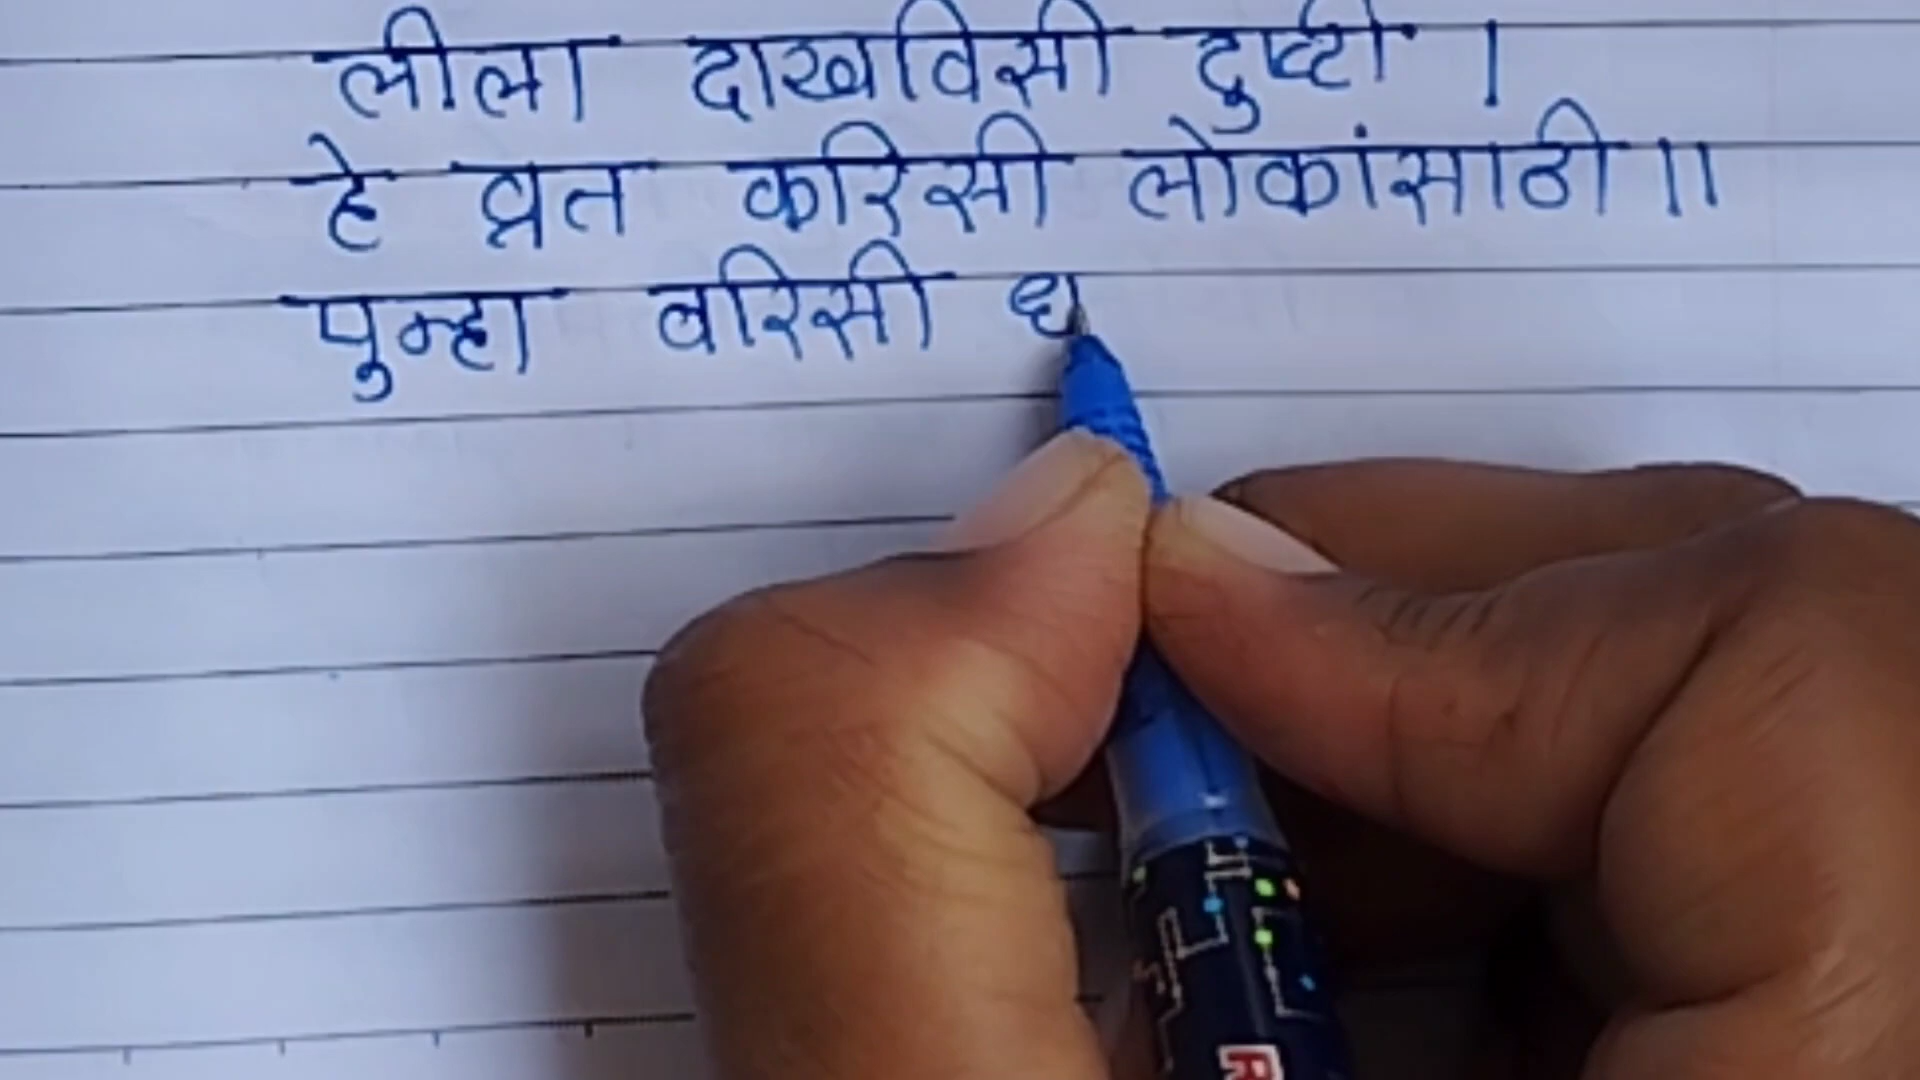 लीला दाखविसी दुष्टी ।
हे व्रत करिसी लोकांसाठी ॥
पुन्हा वरिसी ध
R